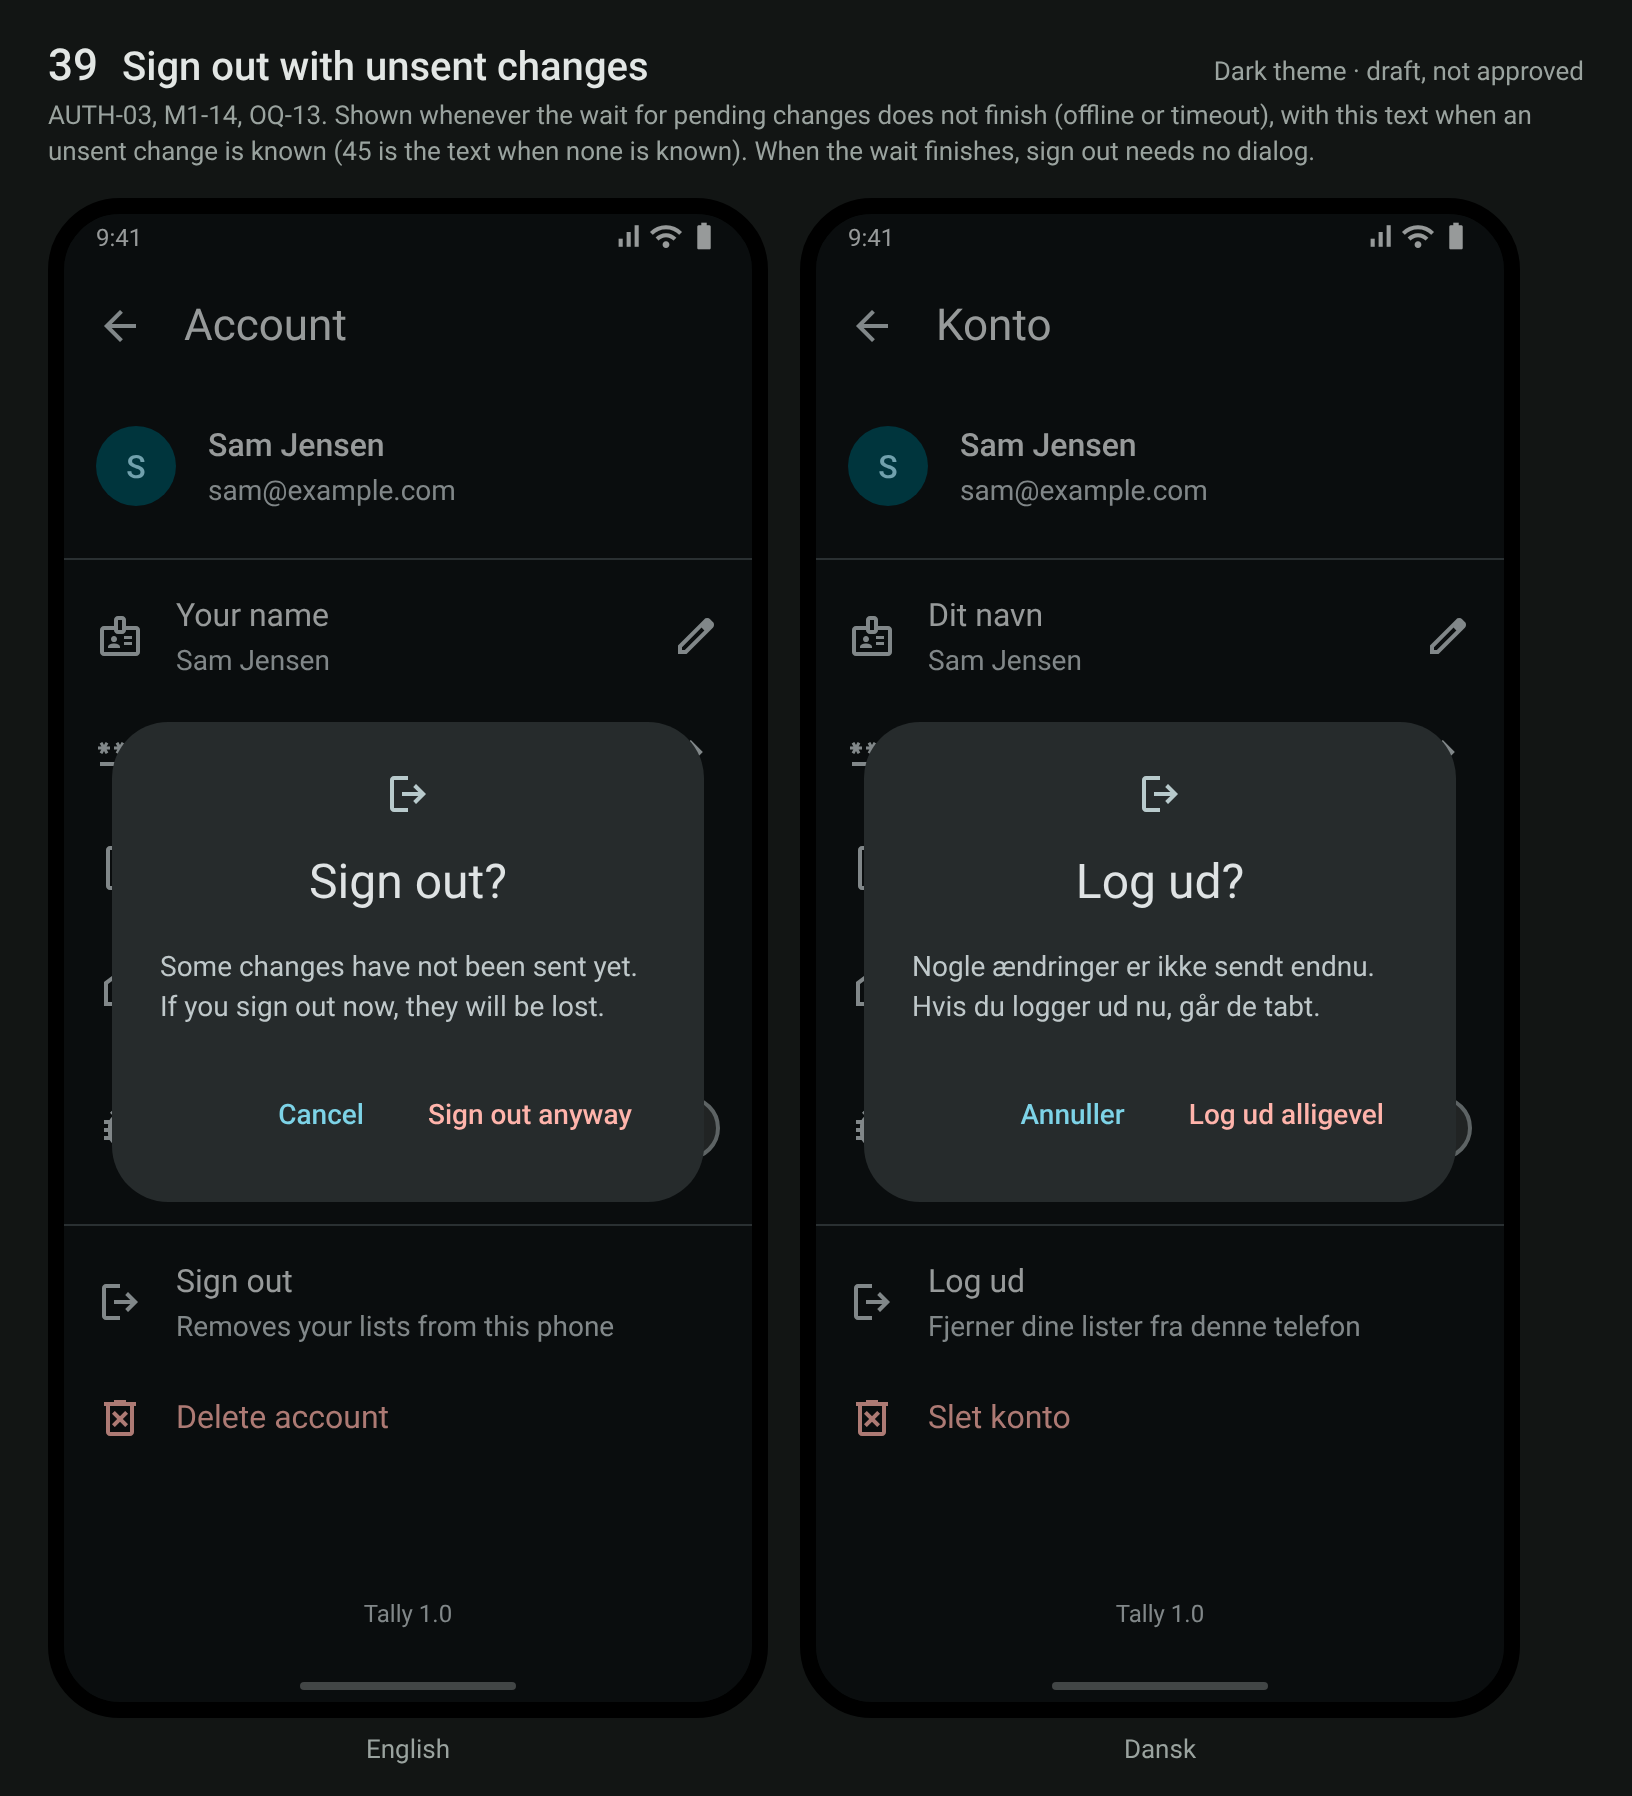 39 Sign out with unsent changes
Dark theme · draft, not approved
AUTH-03, M1-14, OQ-13. Shown whenever the wait for pending changes does not finish (offline or timeout), with this text when an
unsent change is known (45 is the text when none is known). When the wait finishes, sign out needs no dialog.
9:41
Account
S
Sam Jensen
sam@example.com
Your name
Sam Jensen
Sign out?
Some changes have not been sent yet.
If you sign out now, they will be lost.
Cancel
Sign out anyway
Sign out
Removes your lists from this phone
Delete account
Tally 1.0
English
9:41
Konto
S
Sam Jensen
sam@example.com
Dit navn
Sam Jensen
Log ud?
Nogle ændringer er ikke sendt endnu.
Hvis du logger ud nu, går de tabt.
Annuller
Log ud alligevel
Log ud
Fjerner dine lister fra denne telefon
Slet konto
Tally 1.0
Dansk